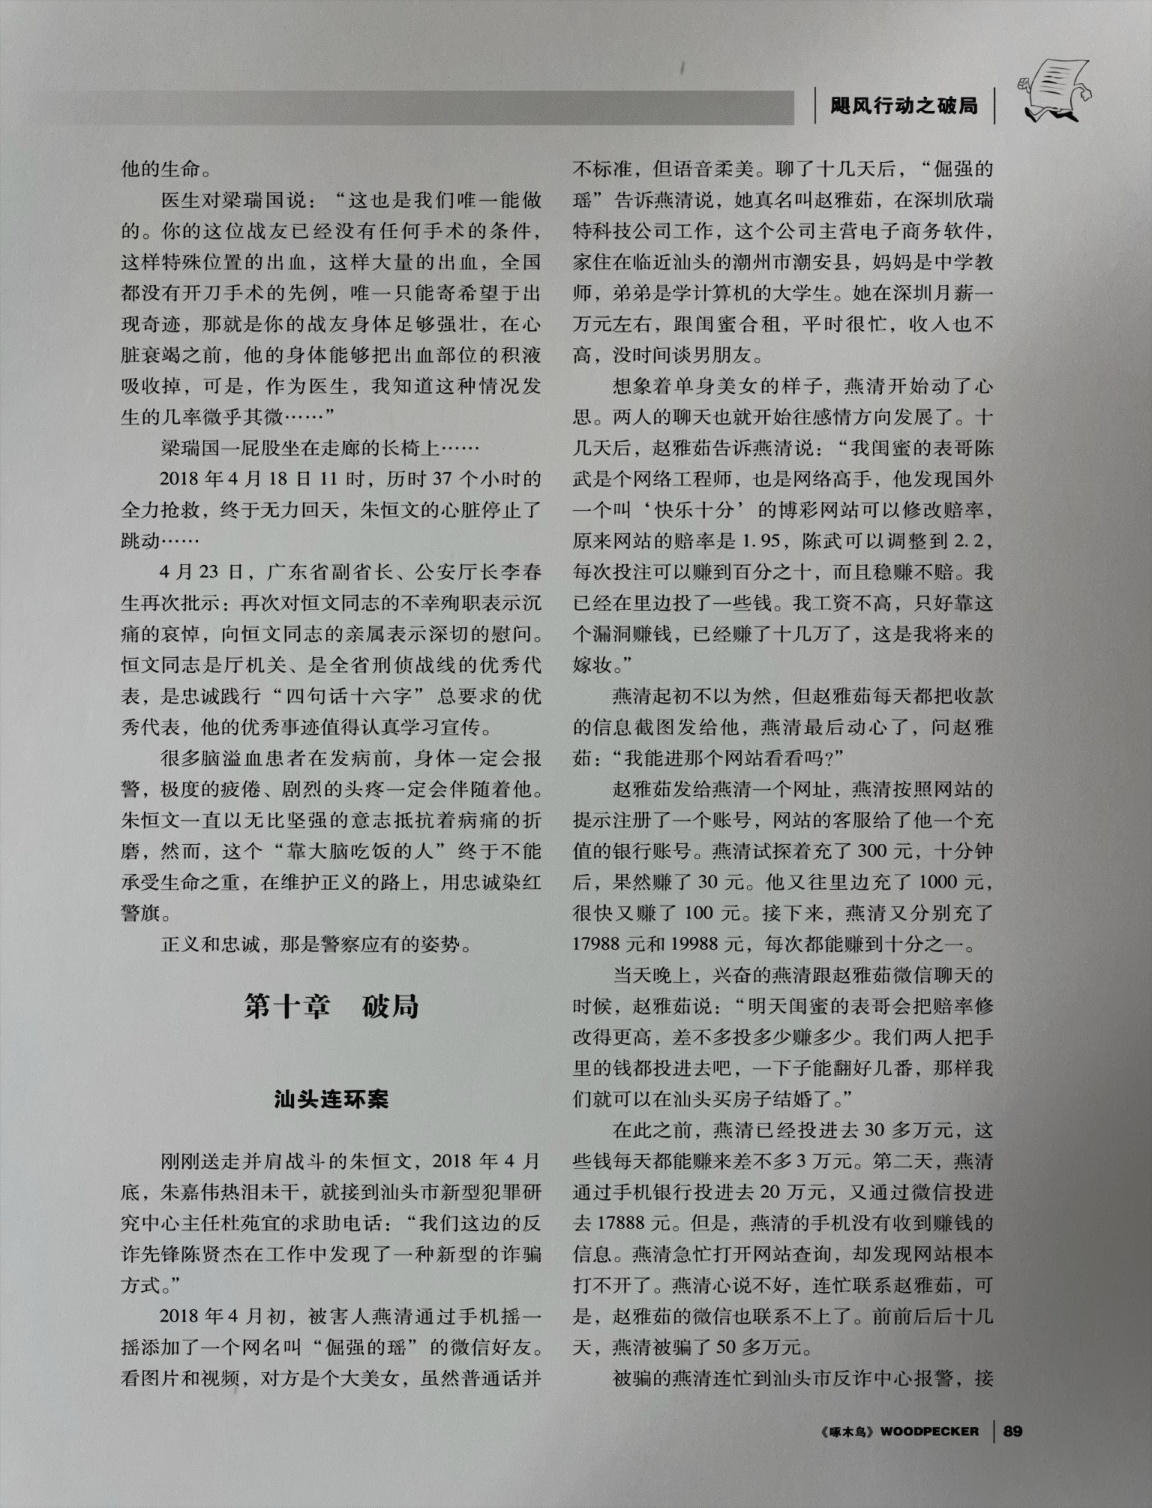 飓风行动之破局
他的生命。
医生对梁瑞国说：“这也是我们唯一能做
的。你的这位战友已经没有任何手术的条件，
这样特殊位置的出血，这样大量的出血，全国
都没有开刀手术的先例，唯一只能寄希望于出
现奇迹，那就是你的战友身体足够强壮，在心
脏衰竭之前，他的身体能够把出血部位的积液
吸收掉，可是，作为医生，我知道这种情况发
生的几率微乎其微……”
梁瑞国一屁股坐在走廊的长椅上……
2018 年 4 月 18 日 11 时，历时 37 个小时的
全力抢救，终于无力回天，朱恒文的心脏停止了
跳动……
4 月 23 日，广东省副省长、公安厅长李春
生再次批示：再次对恒文同志的不幸殉职表示沉
痛的哀悼，向恒文同志的亲属表示深切的慰问。
恒文同志是厅机关、是全省刑侦战线的优秀代
表，是忠诚践行“四句话十六字”总要求的优
秀代表，他的优秀事迹值得认真学习宣传。
很多脑溢血患者在发病前，身体一定会报
警，极度的疲倦、剧烈的头疼一定会伴随着他。
朱恒文一直以无比坚强的意志抵抗着病痛的折
磨，然而，这个“靠大脑吃饭的人”终于不能
承受生命之重，在维护正义的路上，用忠诚染红
警旗。
正义和忠诚，那是警察应有的姿势。
第十章 破局
汕头连环案
刚刚送走并肩战斗的朱恒文，2018 年 4 月
底，朱嘉伟热泪未干，就接到汕头市新型犯罪研
究中心主任杜苑宜的求助电话：“我们这边的反
诈先锋陈贤杰在工作中发现了一种新型的诈骗
方式。”
2018 年 4 月初，被害人燕清通过手机摇一
摇添加了一个网名叫“倔强的瑶”的微信好友。
看图片和视频，对方是个大美女，虽然普通话并
不标准，但语音柔美。聊了十几天后，“倔强的
瑶”告诉燕清说，她真名叫赵雅茹，在深圳欣瑞
特科技公司工作，这个公司主营电子商务软件，
家住在临近汕头的潮州市潮安县，妈妈是中学教
师，弟弟是学计算机的大学生。她在深圳月薪一
万元左右，跟闺蜜合租，平时很忙，收入也不
高，没时间谈男朋友。
想象着单身美女的样子，燕清开始动了心
思。两人的聊天也就开始往感情方向发展了。十
几天后，赵雅茹告诉燕清说：“我闺蜜的表哥陈
武是个网络工程师，也是网络高手，他发现国外
一个叫‘快乐十分’的博彩网站可以修改赔率，
原来网站的赔率是 1.95，陈武可以调整到 2.2，
每次投注可以赚到百分之十，而且稳赚不赔。我
已经在里边投了一些钱。我工资不高，只好靠这
个漏洞赚钱，已经赚了十几万了，这是我将来的
嫁妆。”
燕清起初不以为然，但赵雅茹每天都把收款
的信息截图发给他，燕清最后动心了，问赵雅
茹：“我能进那个网站看看吗?”
赵雅茹发给燕清一个网址，燕清按照网站的
提示注册了一个账号，网站的客服给了他一个充
值的银行账号。燕清试探着充了 300 元，十分钟
后，果然赚了 30 元。他又往里边充了 1000 元，
很快又赚了 100 元。接下来，燕清又分别充了
17988 元和 19988 元，每次都能赚到十分之一。
当天晚上，兴奋的燕清跟赵雅茹微信聊天的
时候，赵雅茹说：“明天闺蜜的表哥会把赔率修
改得更高，差不多投多少赚多少。我们两人把手
里的钱都投进去吧，一下子能翻好几番，那样我
们就可以在汕头买房子结婚了。”
在此之前，燕清已经投进去 30 多万元，这
些钱每天都能赚来差不多 3 万元。第二天，燕清
通过手机银行投进去 20 万元，又通过微信投进
去 17888 元。但是，燕清的手机没有收到赚钱的
信息。燕清急忙打开网站查询，却发现网站根本
打不开了。燕清心说不好，连忙联系赵雅茹，可
是，赵雅茹的微信也联系不上了。前前后后十几
天，燕清被骗了 50 多万元。
被骗的燕清连忙到汕头市反诈中心报警，接
《啄木鸟》WOODPECKER 89